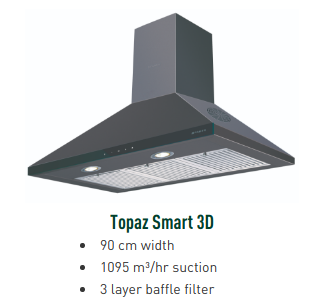 Topaz Smart 3D
• 90 cm width
• 1095 m³/hr suction
• 3 layer baffle filter